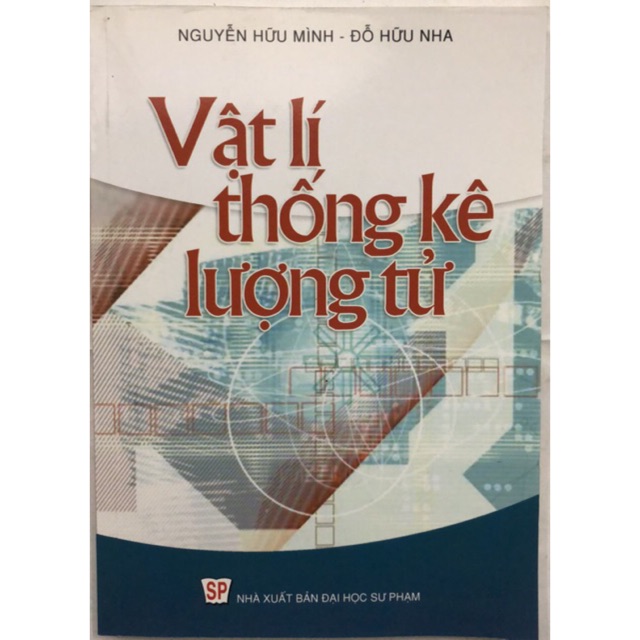 NGUYỄN HỮU MÌNH - ĐỖ HỮU NHA
Vật lí
thống kê
lượng tử
SP
NHÀ XUẤT BẢN ĐẠI HỌC SƯ PHẠM